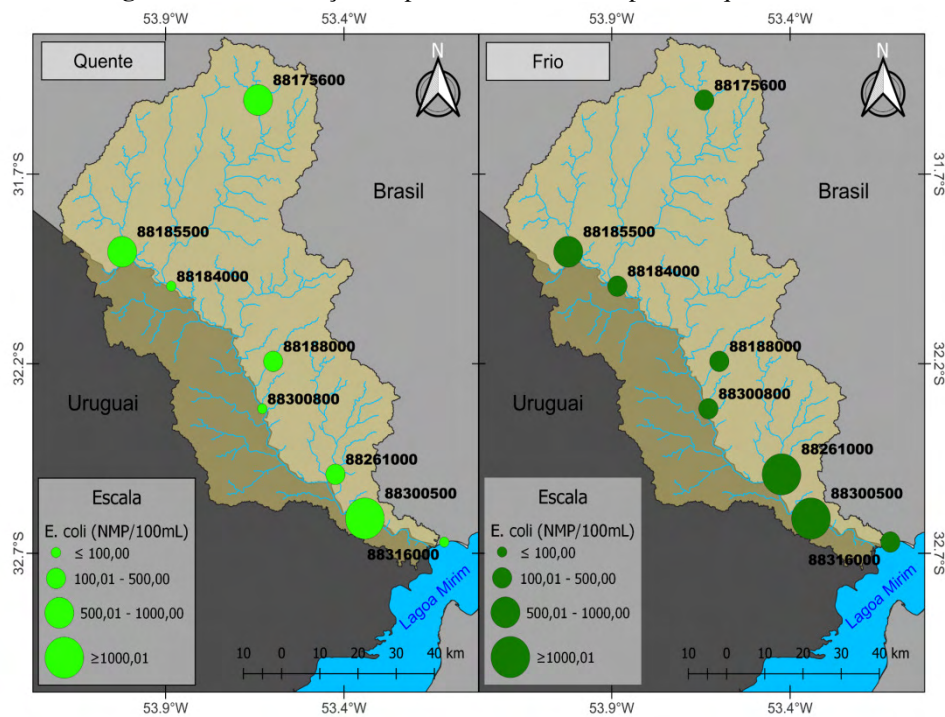 53.9°W 53.4°W 53.9°W 53.4°W
Quente
N
88175600
Brasil
31.7°S
88185500
88184000
88188000
32.2°S
Uruguai
88300800
88261000
88300500
88316000
32.7°S
Lagoa Mirim
Escala
E. coli (NMP/100mL)
≤ 100,00
100,01 - 500,00
500,01 - 1000,00
≥1000,01
10 0 10 20 30 40 km
Frio
N
88175600
Brasil
31.7°S
88185500
88184000
88188000
32.2°S
Uruguai
88300800
88261000
88300500
88316000
32.7°S
Lagoa Mirim
Escala
E. coli (NMP/100mL)
≤ 100,00
100,01 - 500,00
500,01 - 1000,00
≥1000,01
10 0 10 20 30 40 km
53.9°W 53.4°W 53.9°W 53.4°W